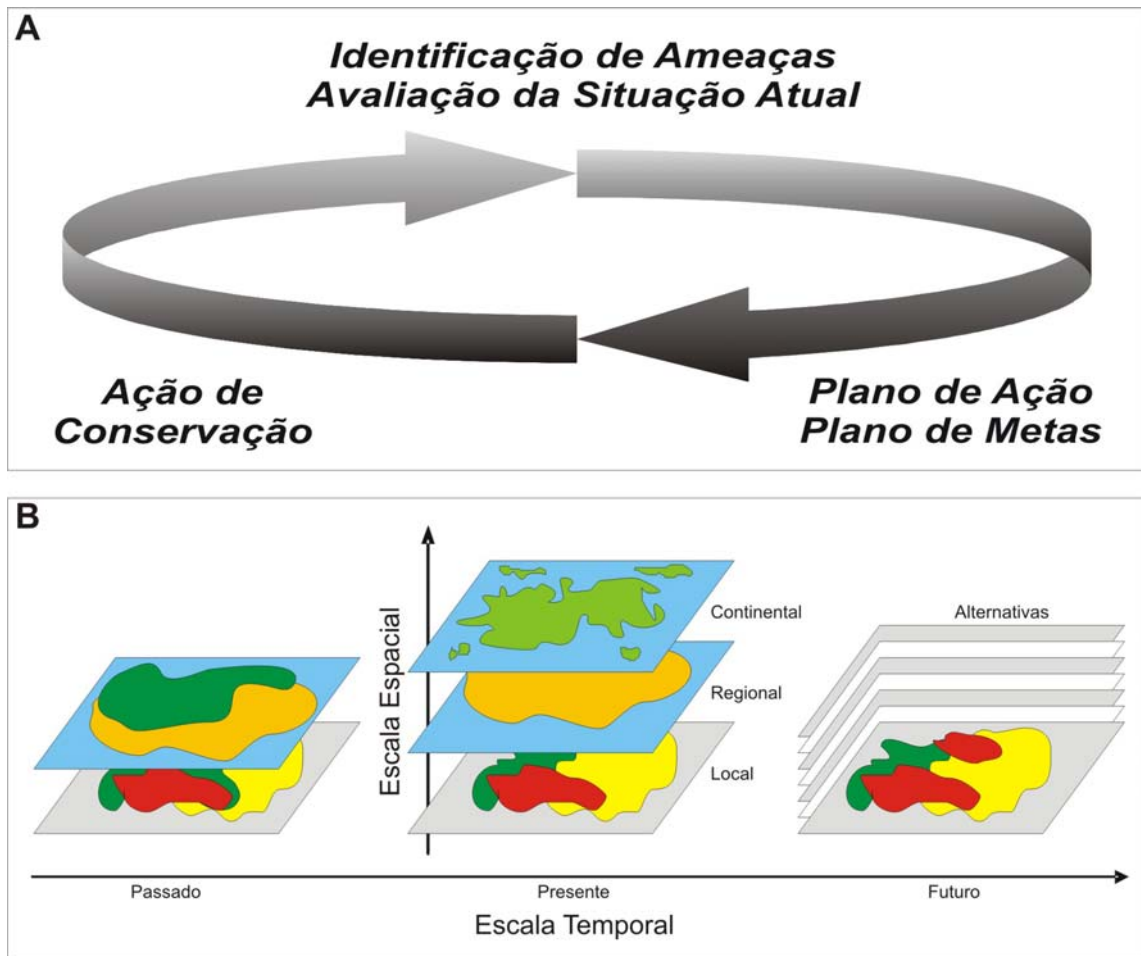 A
Identificação de Ameaças
Avaliação da Situação Atual
Ação de
Conservação
Plano de Ação
Plano de Metas
B
Escala Espacial
Continental
Regional
Local
Alternativas
Passado
Presente
Futuro
Escala Temporal